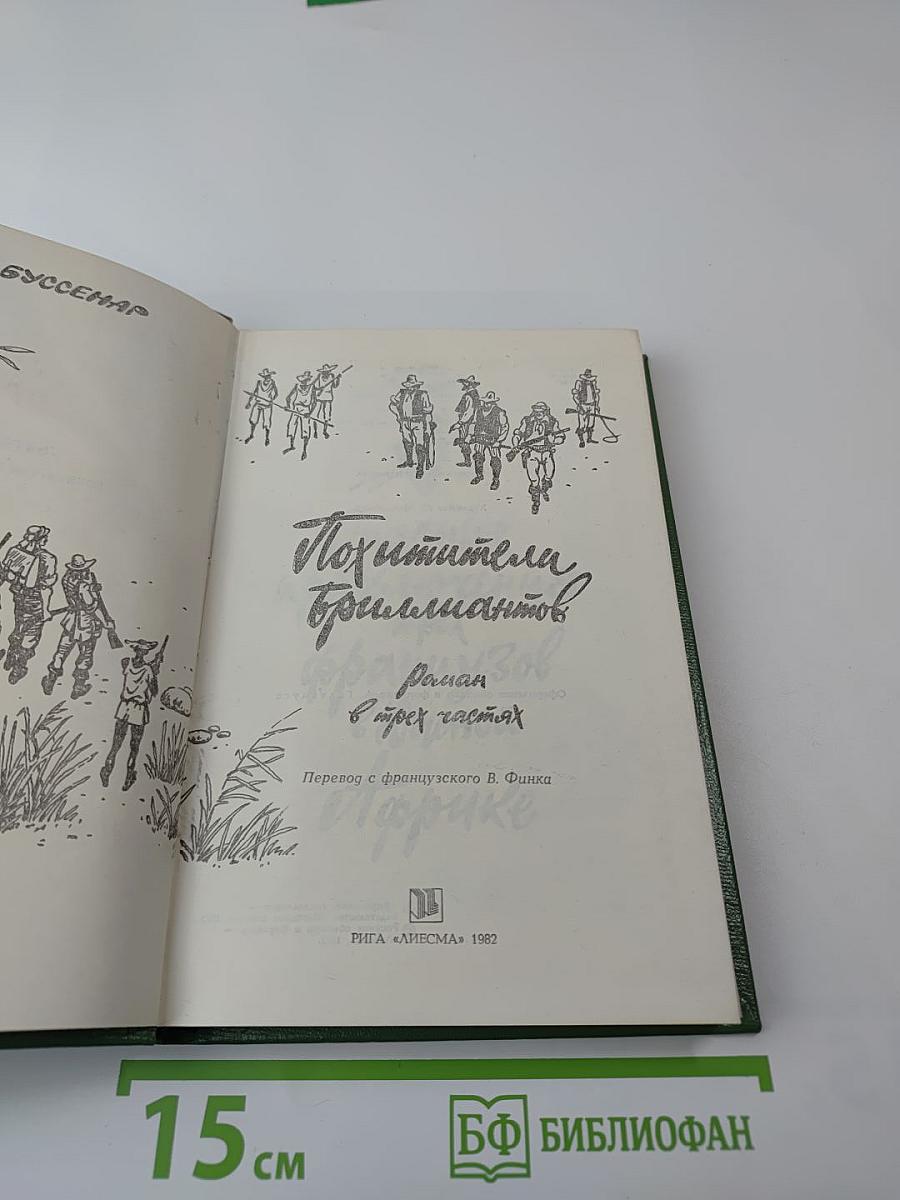 БУССЕНАР
Похитители
Бриллиантов
роман
в трех частях
Перевод с французского В. Финка
РИГА «ЛИЕСМА» 1982
15 см
БФ БИБЛИОФАН